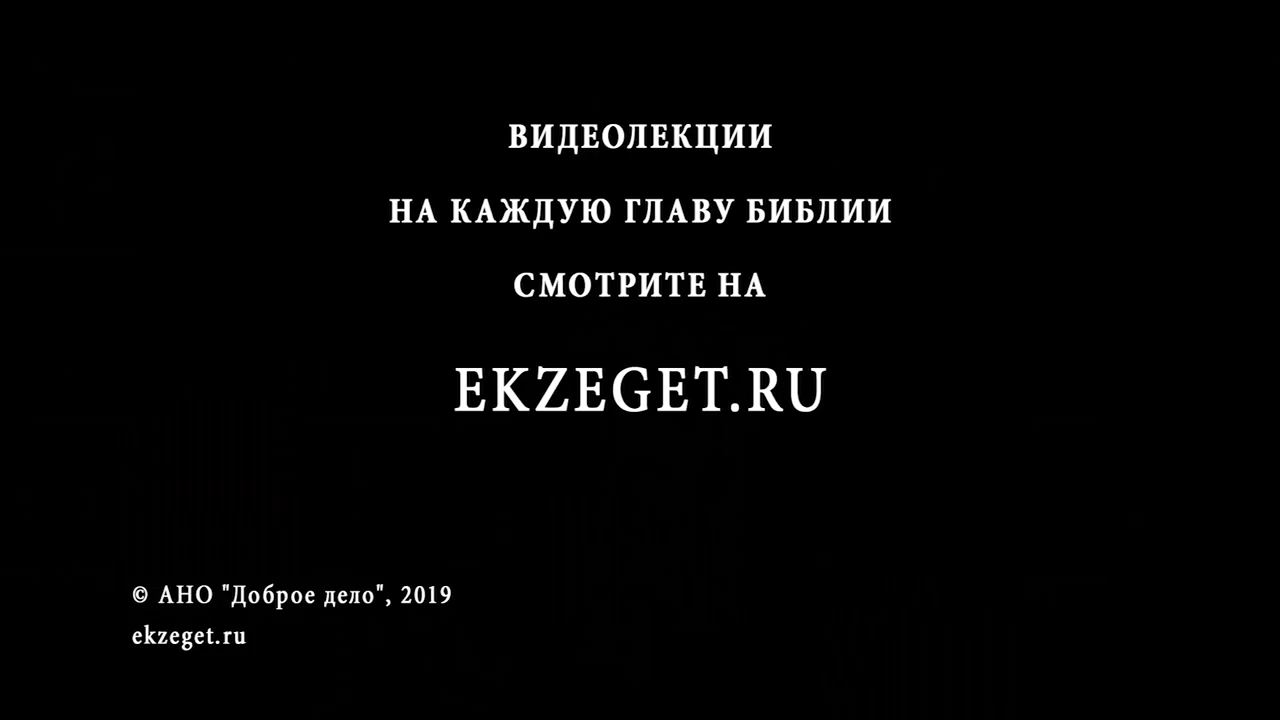 ВИДЕОЛЕКЦИИ
НА КАЖДУЮ ГЛАВУ БИБЛИИ
СМОТРИТЕ НА
EKZEGET.RU
© АНО "Доброе дело", 2019
ekzeget.ru